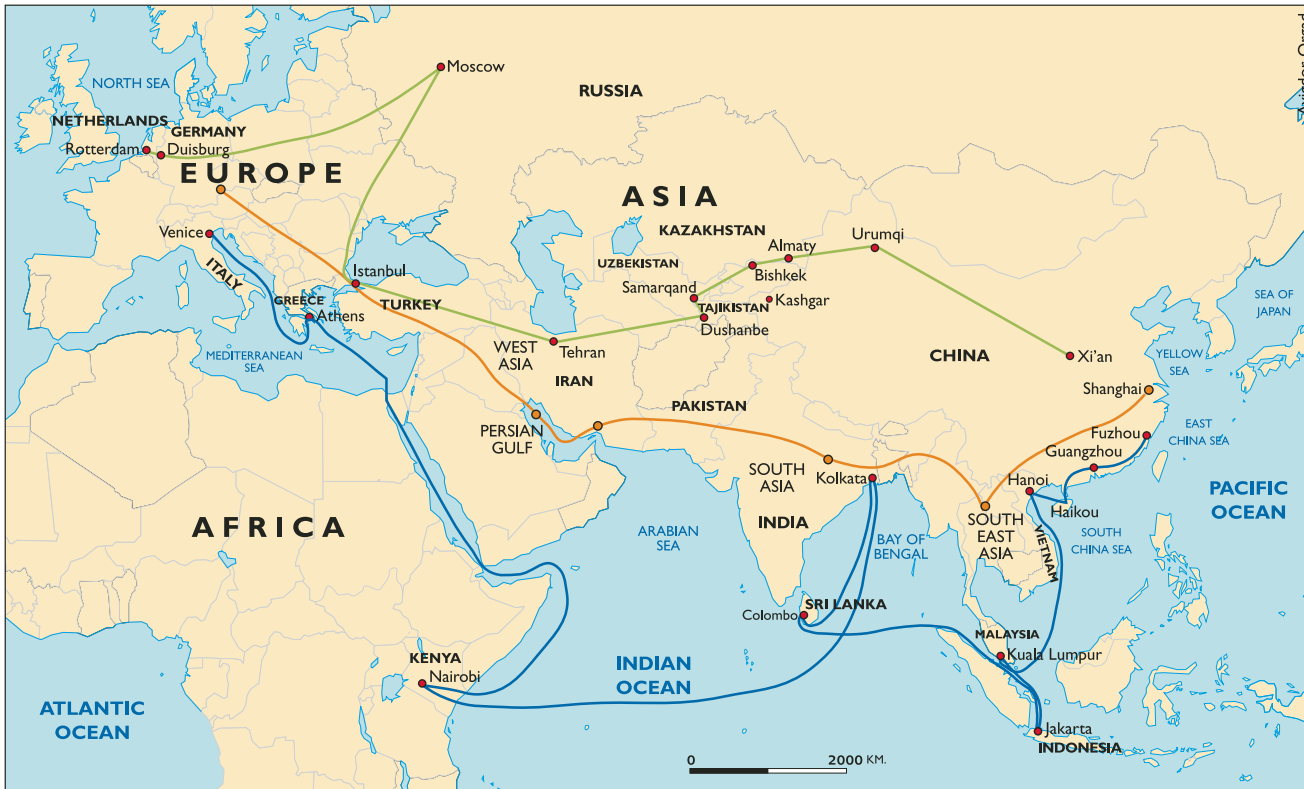 Moscow
RUSSIA
NORTH SEA
NETHERLANDS
GERMANY
Rotterdam
Duisburg
EUROPE
ASIA
Venice
KAZAKHSTAN
Urumqi
Almaty
ITALY
Istanbul
UZBEKISTAN
Bishkek
Samarqand
Kashgar
GREECE
TURKEY
TAJIKISTAN
SEA OF
JAPAN
Athens
Dushanbe
MEDITERRANEAN
SEA
WEST
ASIA
Tehran
CHINA
Xi'an
YELLOW
SEA
IRAN
Shanghai
PAKISTAN
PERSIAN
GULF
EAST
CHINA SEA
Fuzhou
Guangzhou
SOUTH
ASIA
Kolkata
Hanoi
PACIFIC
OCEAN
Haikou
AFRICA
INDIA
SOUTH
EAST
ASIA
ARABIAN
SEA
BAY OF
BENGAL
VIETNAM
SOUTH
CHINA SEA
Colombo
SRI LANKA
MALAYSIA
Kuala Lumpur
KENYA
Nairobi
INDIAN
OCEAN
ATLANTIC
OCEAN
Jakarta
INDONESIA
0
2000 KM.